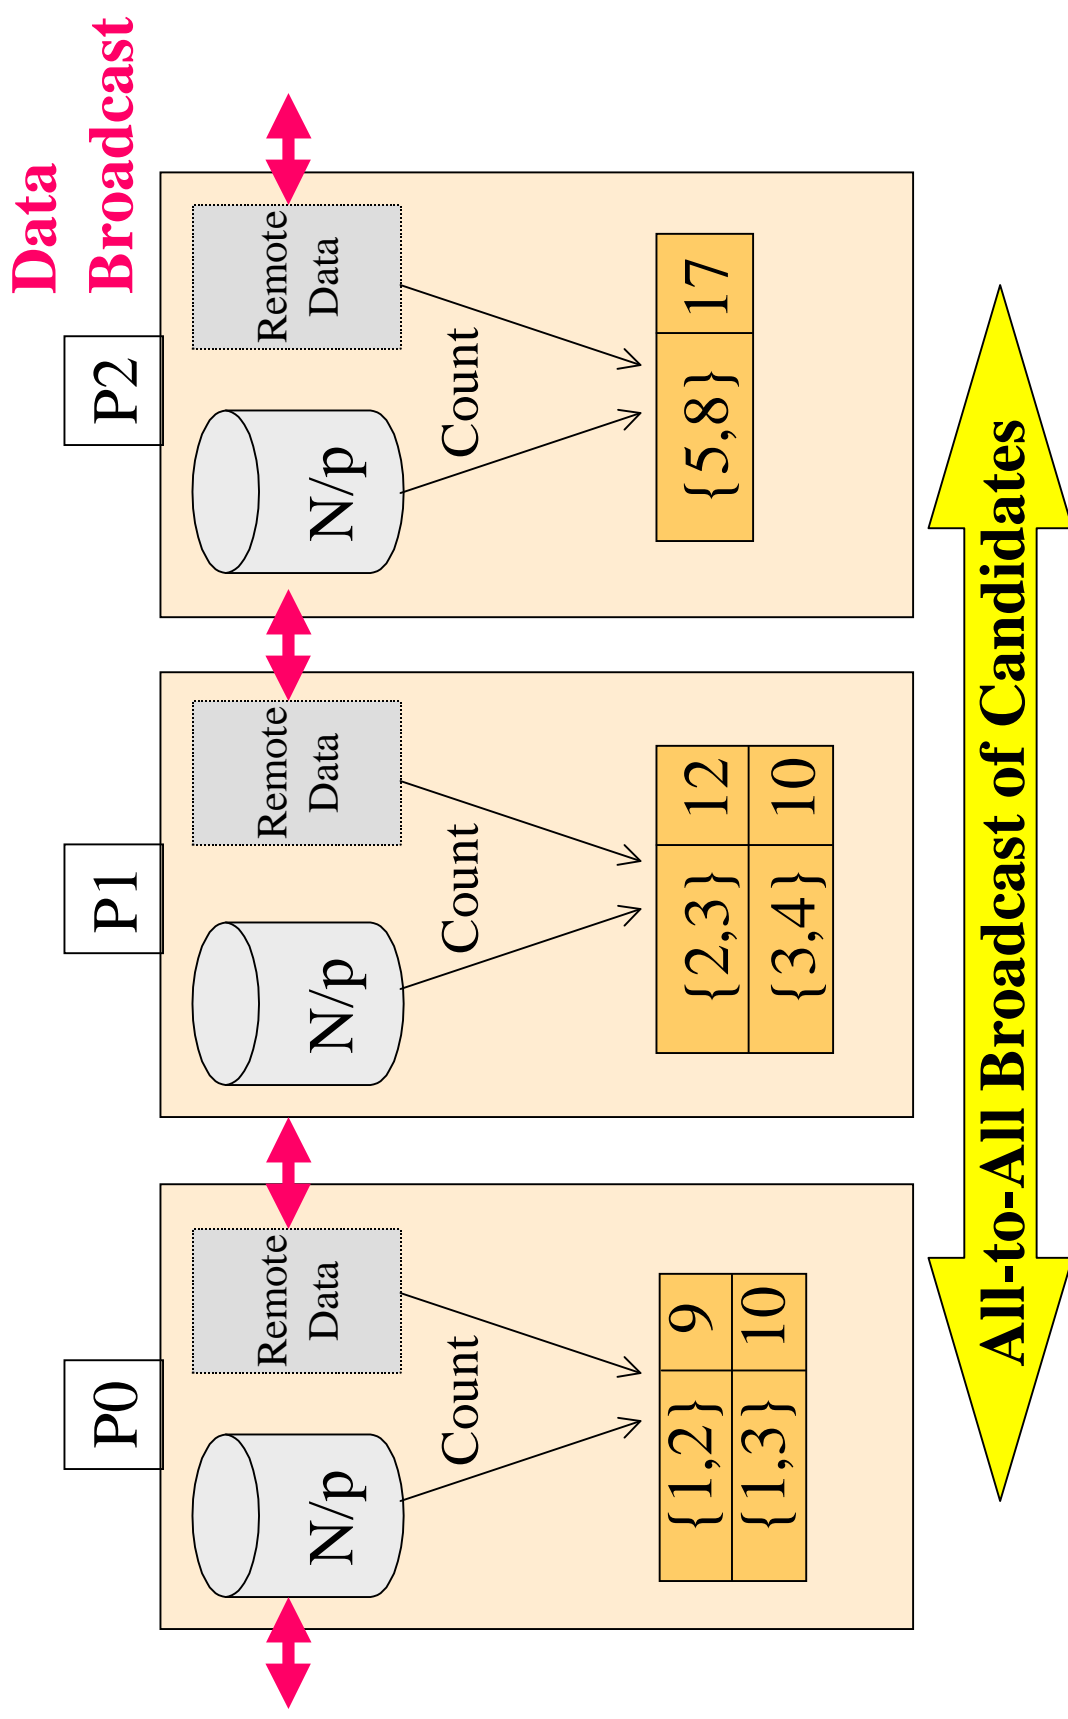 Data
Broadcast
P0
P1
P2
N/p
Remote
Data
N/p
Remote
Data
N/p
Remote
Data
Count
Count
Count
{1,2} 9
{1,3} 10
{2,3} 12
{3,4} 10
{5,8} 17
All-to-All Broadcast of Candidates